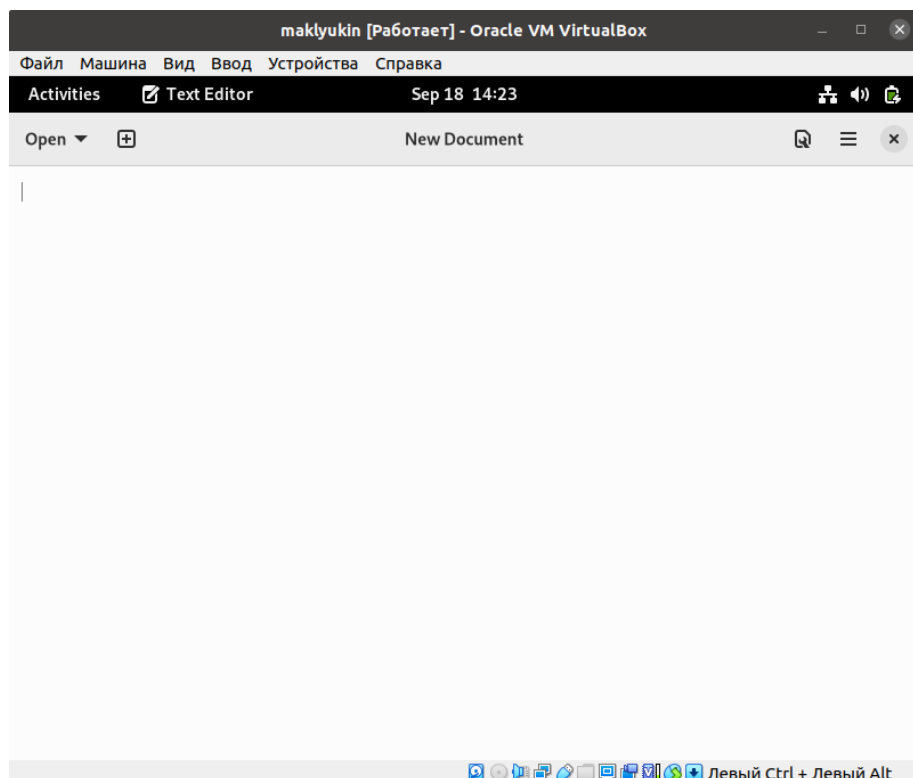 maklyukin [Работает] - Oracle VM VirtualBox
Файл Машина Вид Ввод Устройства Справка
Activities Text Editor Sep 18 14:23
Open New Document
Левый Ctrl + Левый Alt